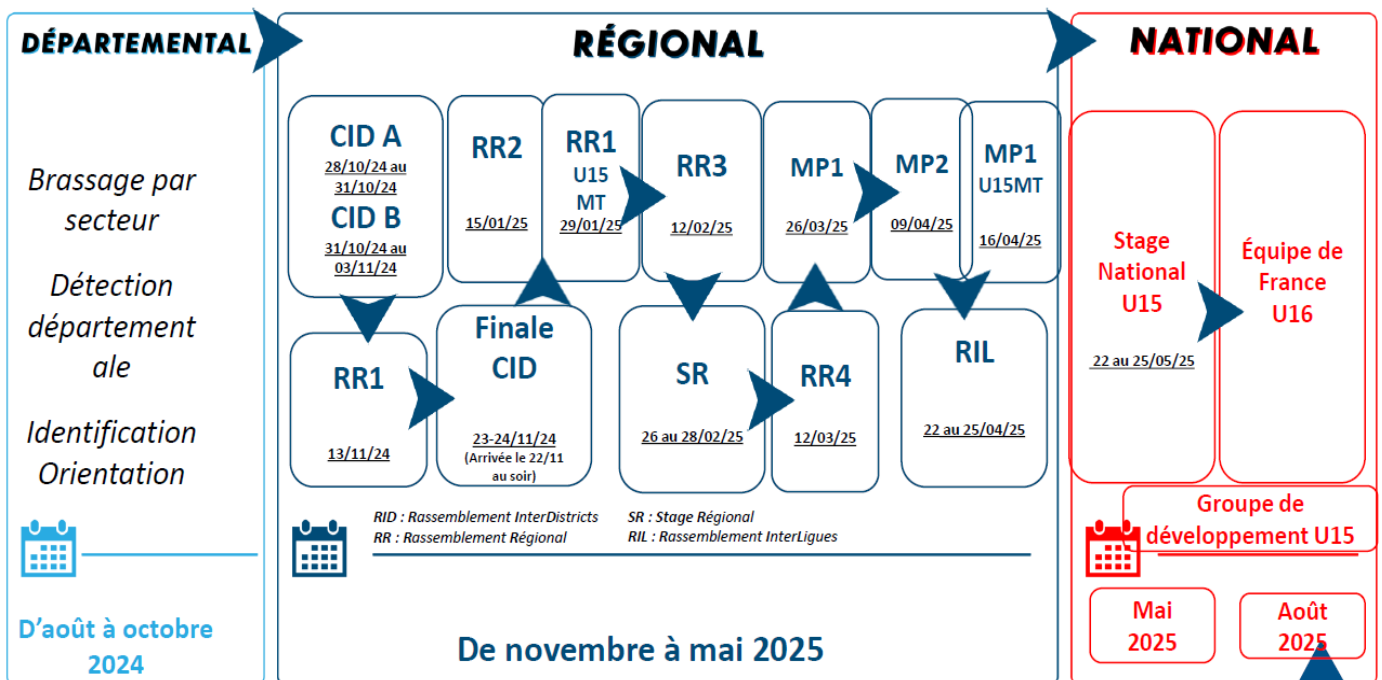 DÉPARTEMENTAL
Brassage par
secteur
Détection
département
ale
Identification
Orientation
D'août à octobre
2024
RÉGIONAL
CID A
28/10/24 au
31/10/24
CID B
31/10/24 au
03/11/24
RR2
15/01/25
RR1
U15
MT
29/01/25
RR3
12/02/25
MP1
26/03/25
MP2
09/04/25
MP1
U15MT
16/04/25
RR1
13/11/24
Finale
CID
23-24/11/24
(Arrivée le 22/11
au soir)
SR
26 au 28/02/25
RR4
12/03/25
RIL
22 au 25/04/25
RID : Rassemblement InterDistricts
RR : Rassemblement Régional
SR : Stage Régional
RIL : Rassemblement InterLigues
De novembre à mai 2025
NATIONAL
Stage
National
U15
22 au 25/05/25
Équipe de
France
U16
Groupe de
développement U15
Mai
2025
Août
2025